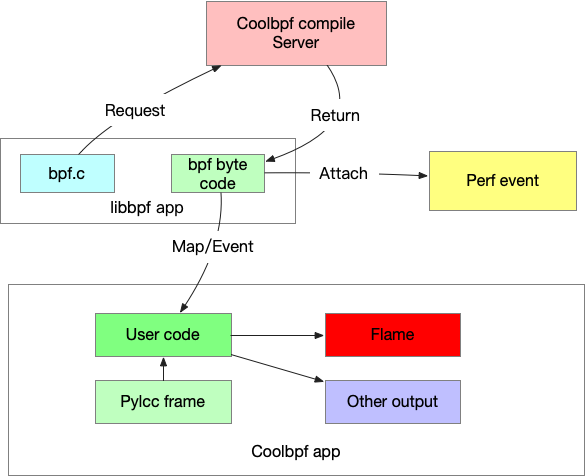 Coolbpf compile
Server
Request
Return
bpf.c
bpf byte
code
Attach
Perf event
libbpf app
Map/Event
User code
Flame
Pylcc frame
Other output
Coolbpf app